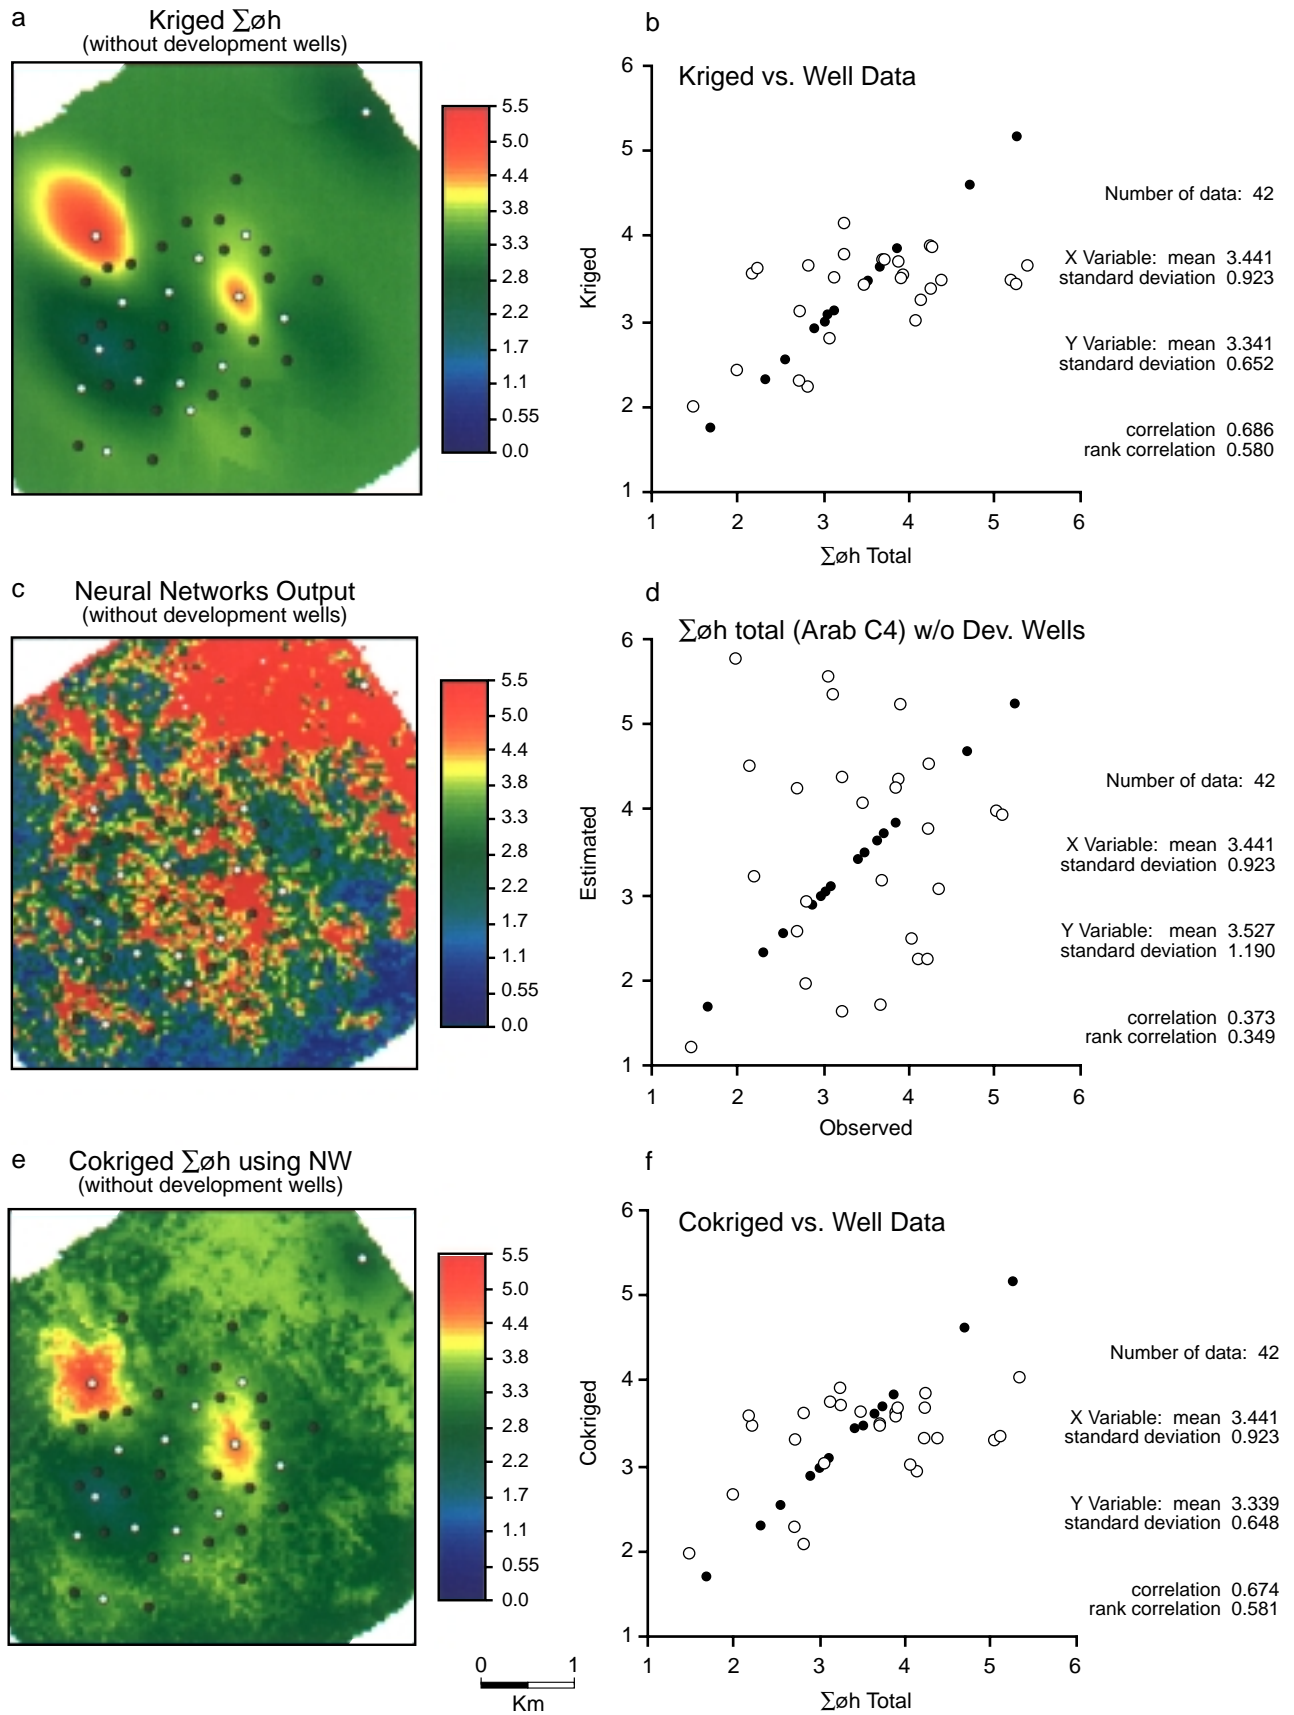 a
Kriged ∑øh
(without development wells)
5.5
5.0
4.4
3.8
3.3
2.8
2.2
1.7
1.1
0.55
0.0
b
Kriged vs. Well Data
6
5
4
3
2
1
Kriged
1 2 3 4 5 6
∑øh Total
Number of data: 42
X Variable: mean 3.441
standard deviation 0.923
Y Variable: mean 3.341
standard deviation 0.652
correlation 0.686
rank correlation 0.580
c
Neural Networks Output
(without development wells)
5.5
5.0
4.4
3.8
3.3
2.8
2.2
1.7
1.1
0.55
0.0
d
∑øh total (Arab C4) w/o Dev. Wells
6
5
4
3
2
1
Estimated
1 2 3 4 5 6
Observed
Number of data: 42
X Variable: mean 3.441
standard deviation 0.923
Y Variable: mean 3.527
standard deviation 1.190
correlation 0.373
rank correlation 0.349
e
Cokriged ∑øh using NW
(without development wells)
5.5
5.0
4.4
3.8
3.3
2.8
2.2
1.7
1.1
0.55
0.0
0 1
Km
f
Cokriged vs. Well Data
6
5
4
3
2
1
Cokriged
1 2 3 4 5 6
∑øh Total
Number of data: 42
X Variable: mean 3.441
standard deviation 0.923
Y Variable: mean 3.339
standard deviation 0.648
correlation 0.674
rank correlation 0.581